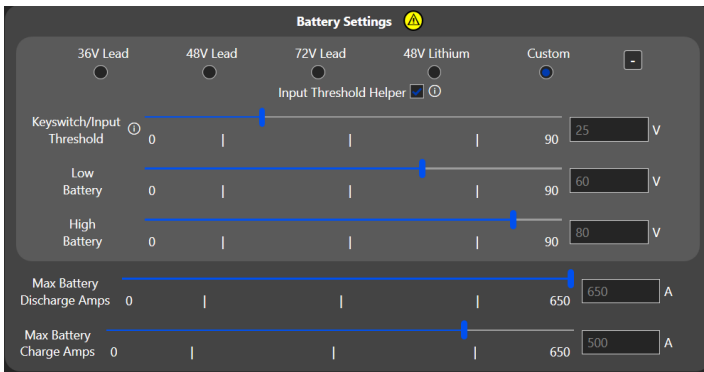 Battery Settings
36V Lead 48V Lead 72V Lead 48V Lithium Custom -
Input Threshold Helper
Keyswitch/Input
Threshold 0 90 25 V
Low
Battery 0 90 60 V
High
Battery 0 90 80 V
Max Battery
Discharge Amps 0 650 650 A
Max Battery
Charge Amps 0 650 500 A